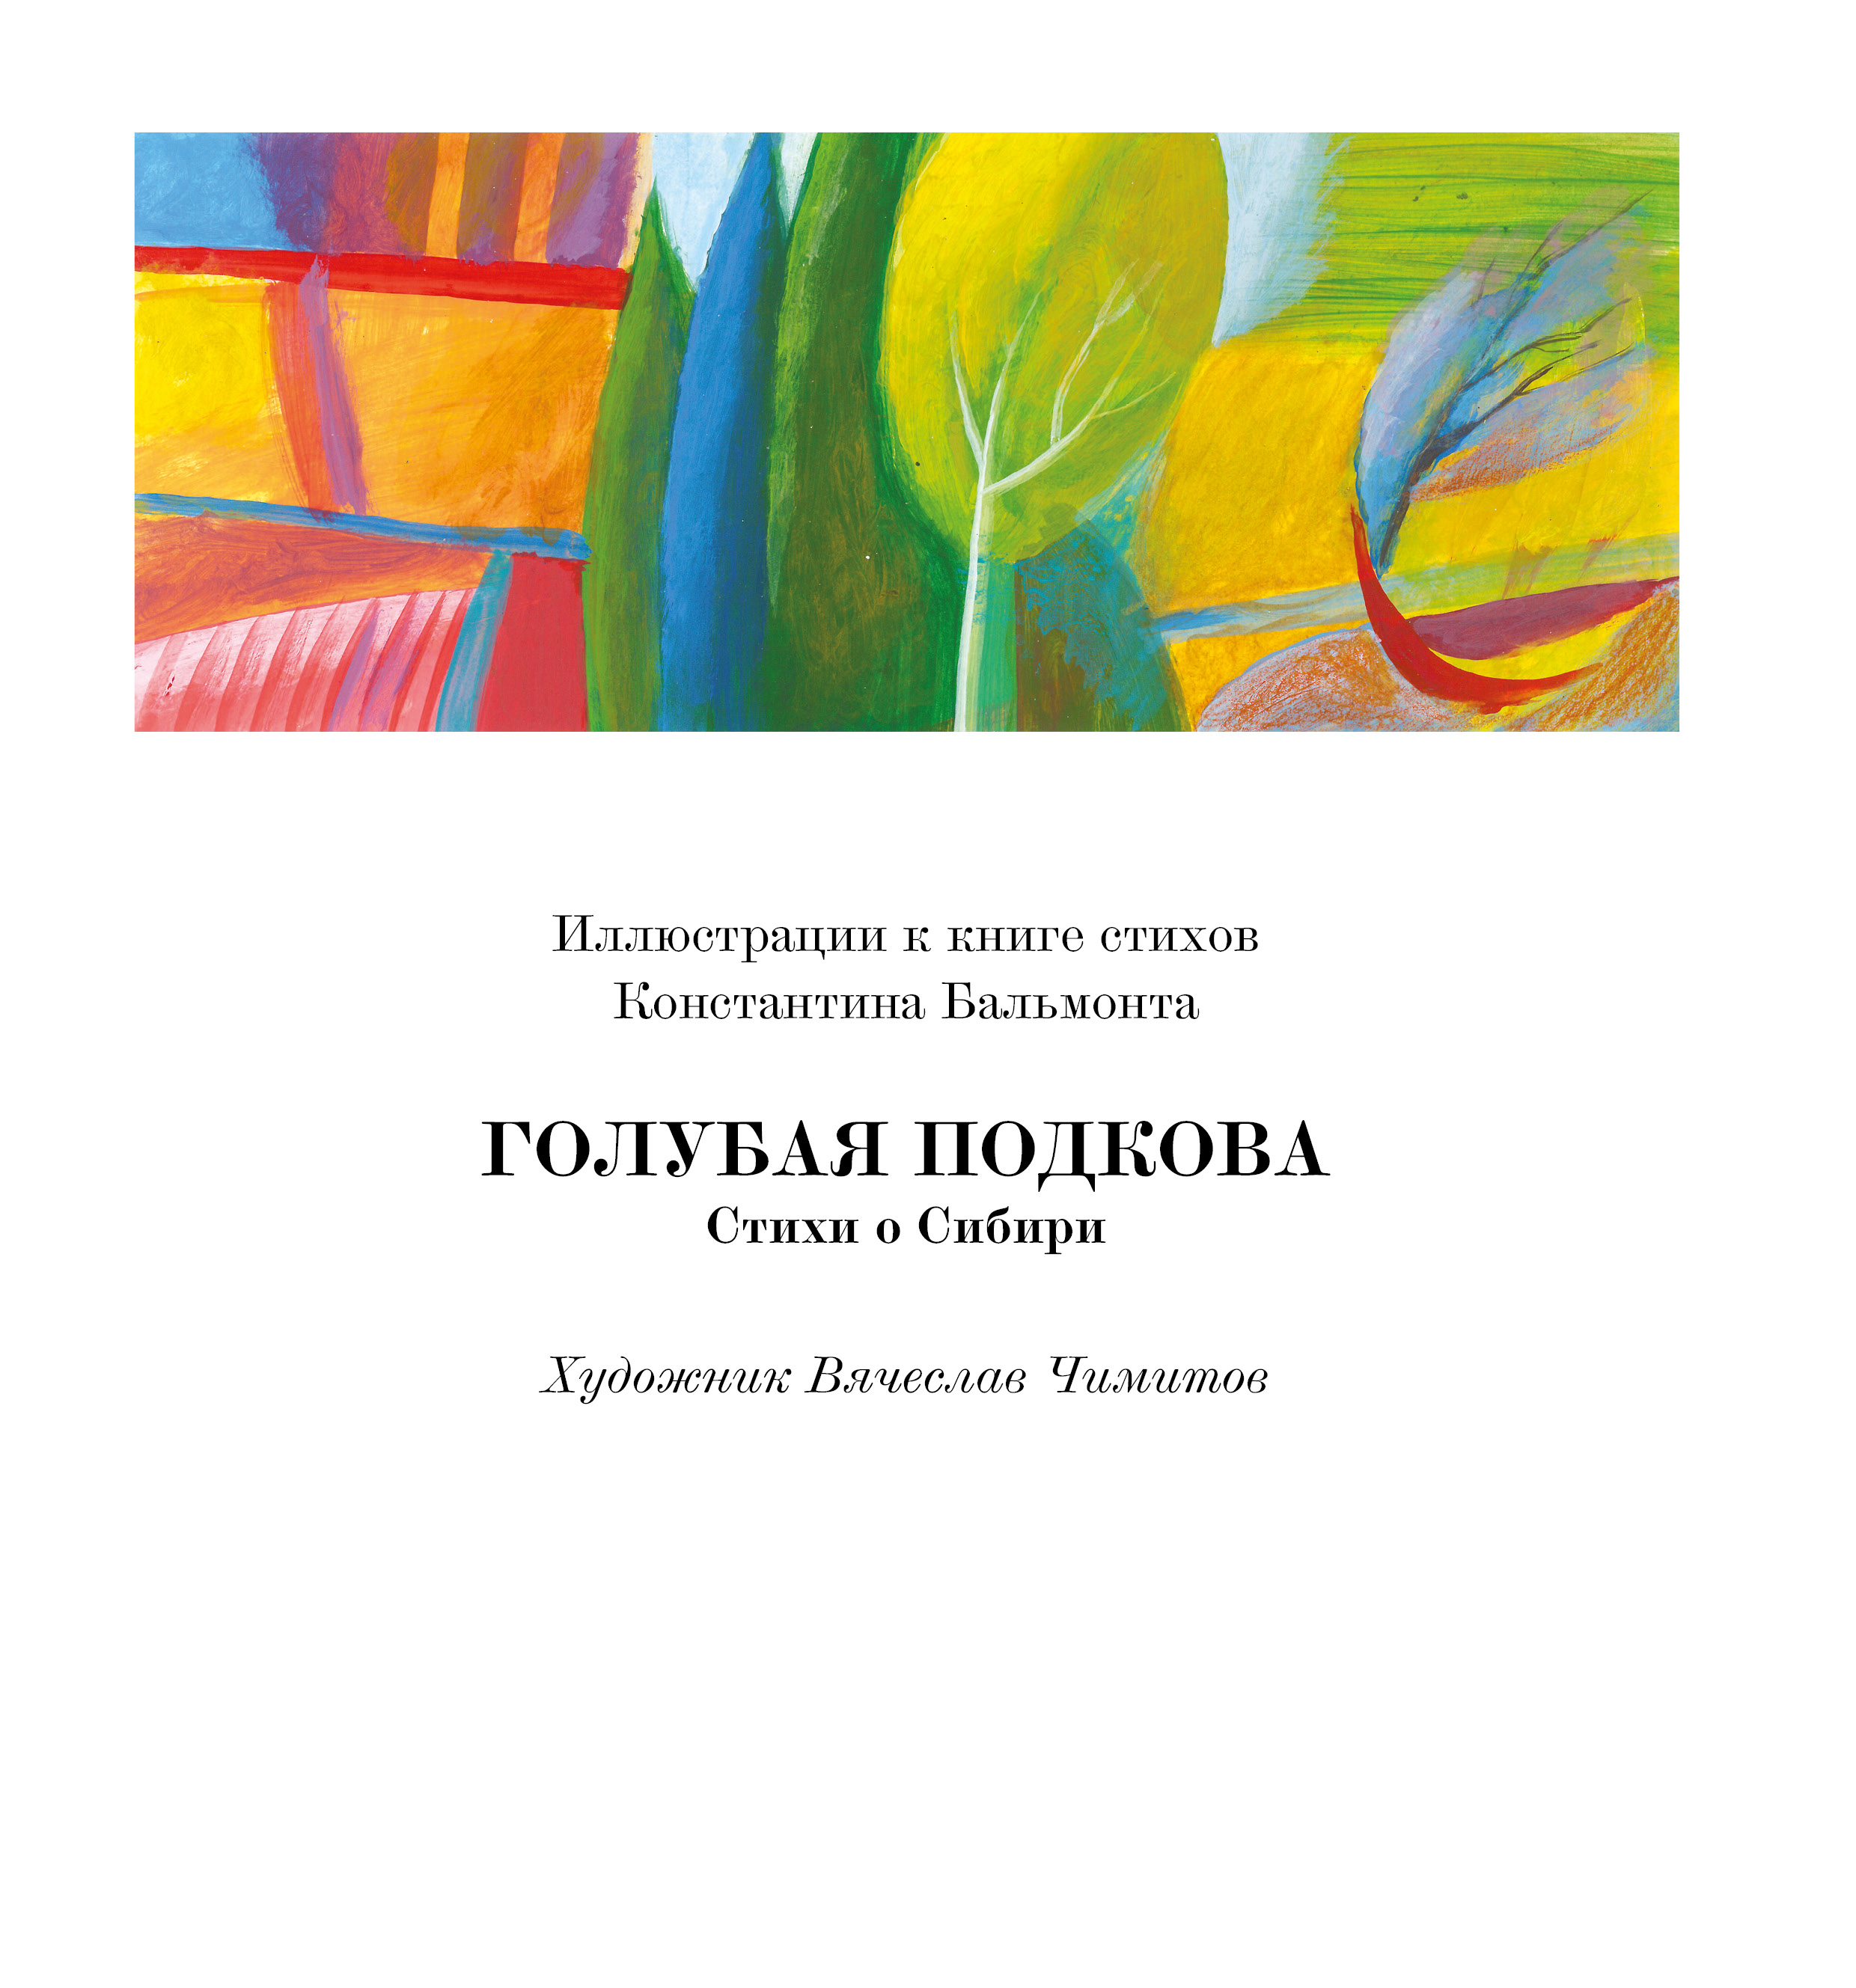 Иллюстрации к книге стихов
Константина Бальмонта
ГОЛУБАЯ ПОДКОВА
Стихи о Сибири
Художник Вячеслав Чимитов